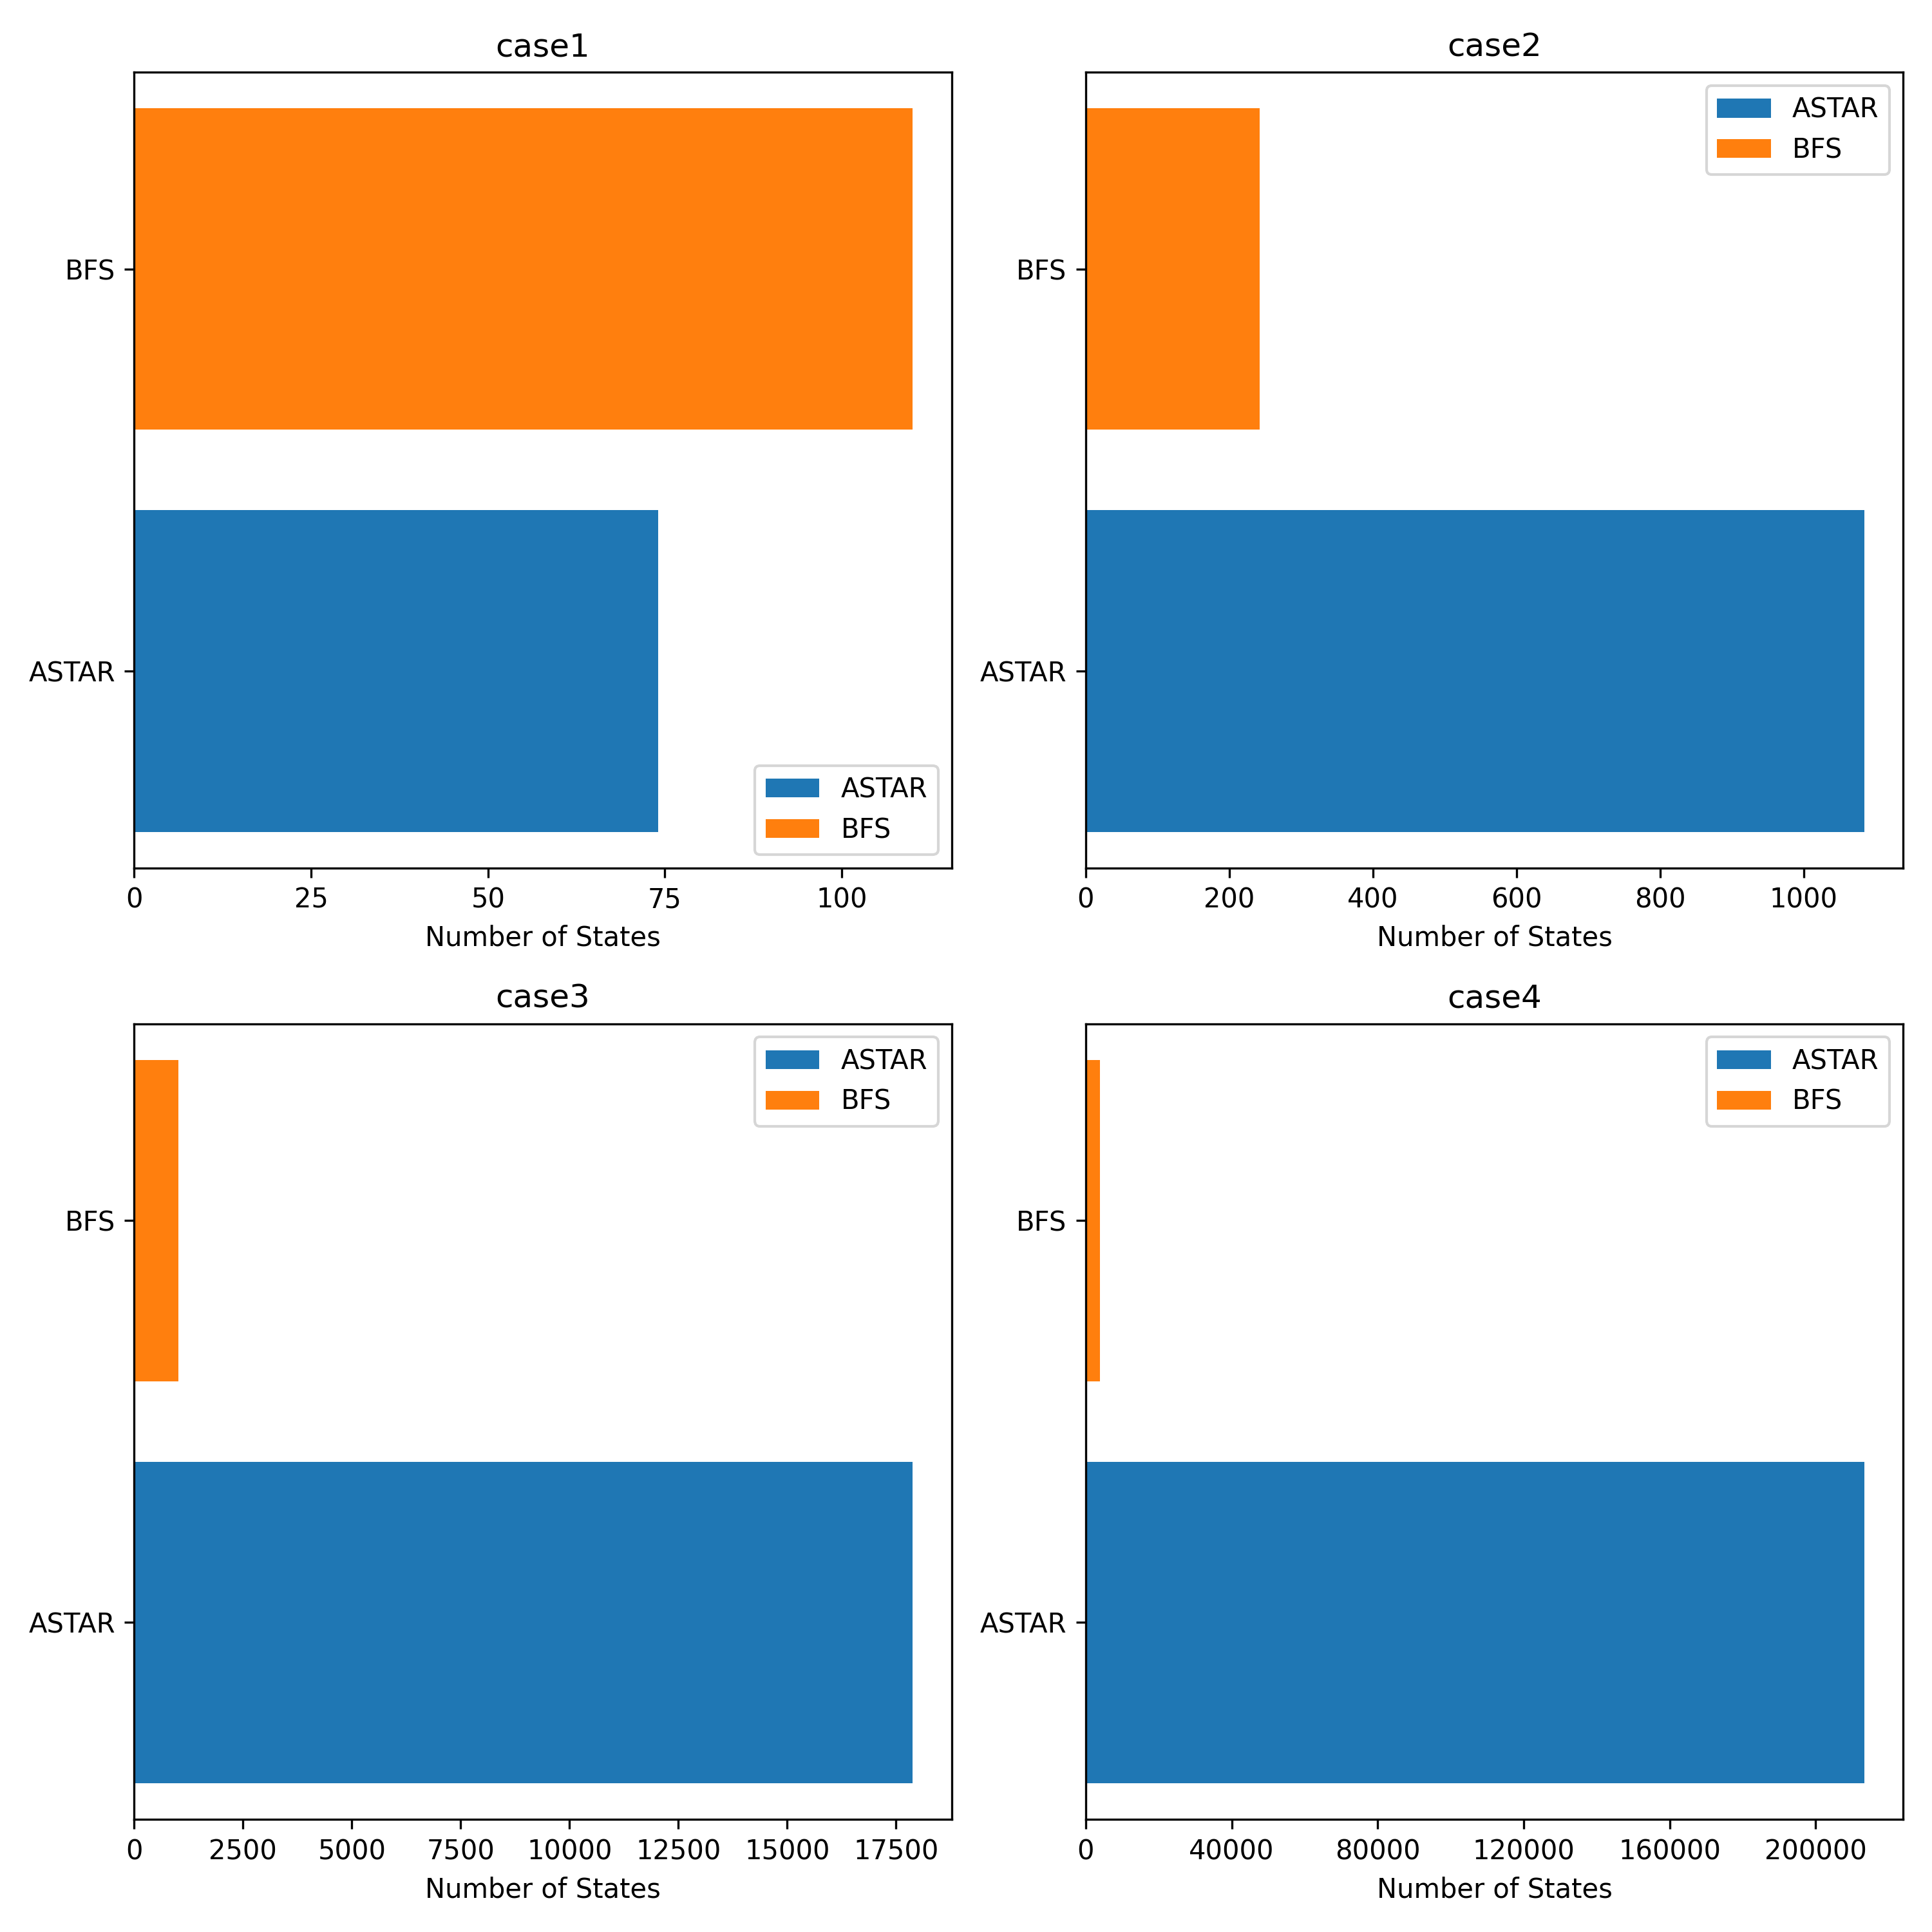 case1
BFS
ASTAR
ASTAR
BFS
0 25 50 75 100
Number of States
case2
ASTAR
BFS
BFS
ASTAR
0 200 400 600 800 1000
Number of States
case3
ASTAR
BFS
BFS
ASTAR
0 2500 5000 7500 10000 12500 15000 17500
Number of States
case4
ASTAR
BFS
BFS
ASTAR
0 40000 80000 120000 160000 200000
Number of States